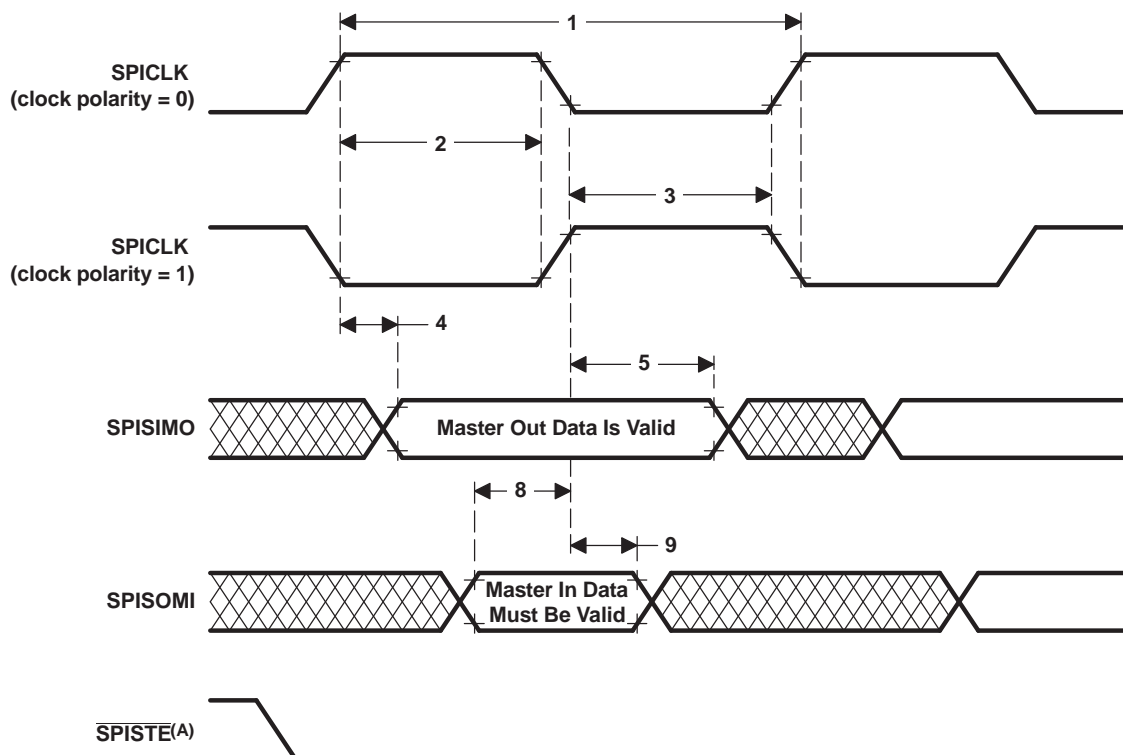 1
SPICLK
(clock polarity = 0)
2
3
SPICLK
(clock polarity = 1)
4
5
SPISIMO
Master Out Data Is Valid
8
9
SPISOMI
Master In Data
Must Be Valid
SPISTE(A)